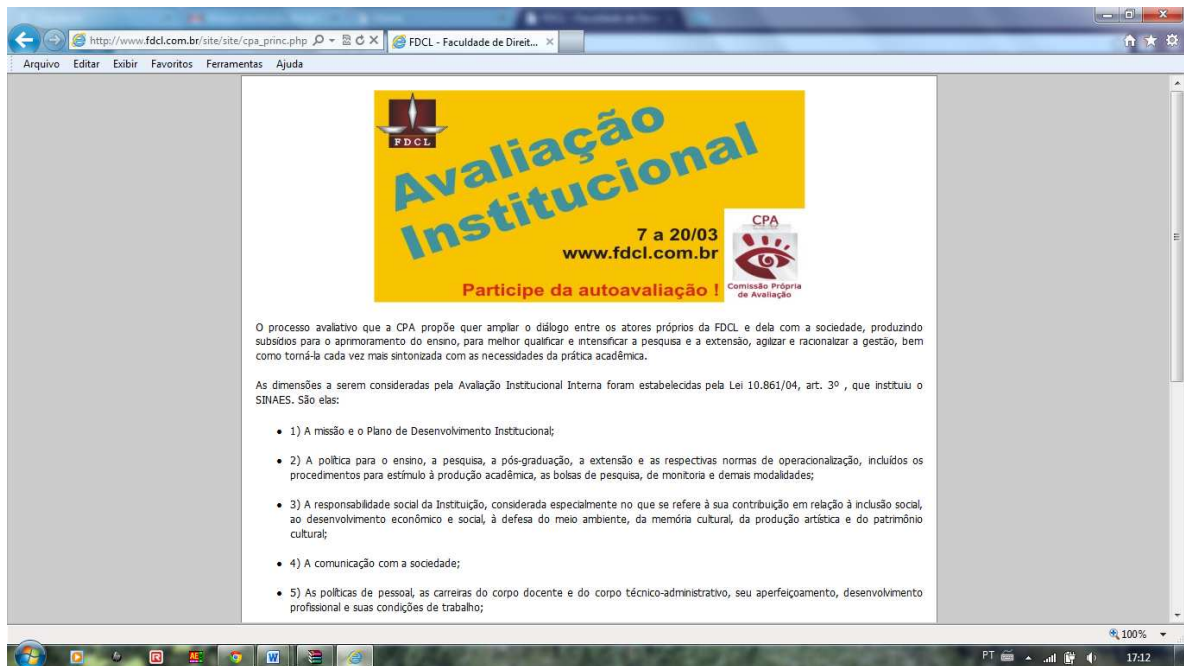 http://www.fdcl.com.br/site/site/cpa_princ.php
FDCL - Faculdade de Direit...
Arquivo Editar Exibir Favoritos Ferramentas Ajuda
FDCL
Avaliação
Institucional
7 a 20/03
www.fdcl.com.br
Participe da autoavaliação !
CPA
Comissão Própria
de Avaliação
O processo avaliativo que a CPA propõe quer ampliar o diálogo entre os atores próprios da FDCL e dela com a sociedade, produzindo
subsídios para o aprimoramento do ensino, para melhor qualificar e intensificar a pesquisa e a extensão, agilizar e racionalizar a gestão, bem
como torná-la cada vez mais sintonizada com as necessidades da prática acadêmica.
As dimensões a serem consideradas pela Avaliação Institucional Interna foram estabelecidas pela Lei 10.861/04, art. 3º , que instituiu o
SINAES. São elas:
• 1) A missão e o Plano de Desenvolvimento Institucional;
• 2) A política para o ensino, a pesquisa, a pós-graduação, a extensão e as respectivas normas de operacionalização, incluídos os
procedimentos para estímulo à produção acadêmica, as bolsas de pesquisa, de monitoria e demais modalidades;
• 3) A responsabilidade social da Instituição, considerada especialmente no que se refere à sua contribuição em relação à inclusão social,
ao desenvolvimento econômico e social, à defesa do meio ambiente, da memória cultural, da produção artística e do patrimônio
cultural;
• 4) A comunicação com a sociedade;
• 5) As políticas de pessoal, as carreiras do corpo docente e do corpo técnico-administrativo, seu aperfeiçoamento, desenvolvimento
profissional e suas condições de trabalho;
100%
PT
17:12